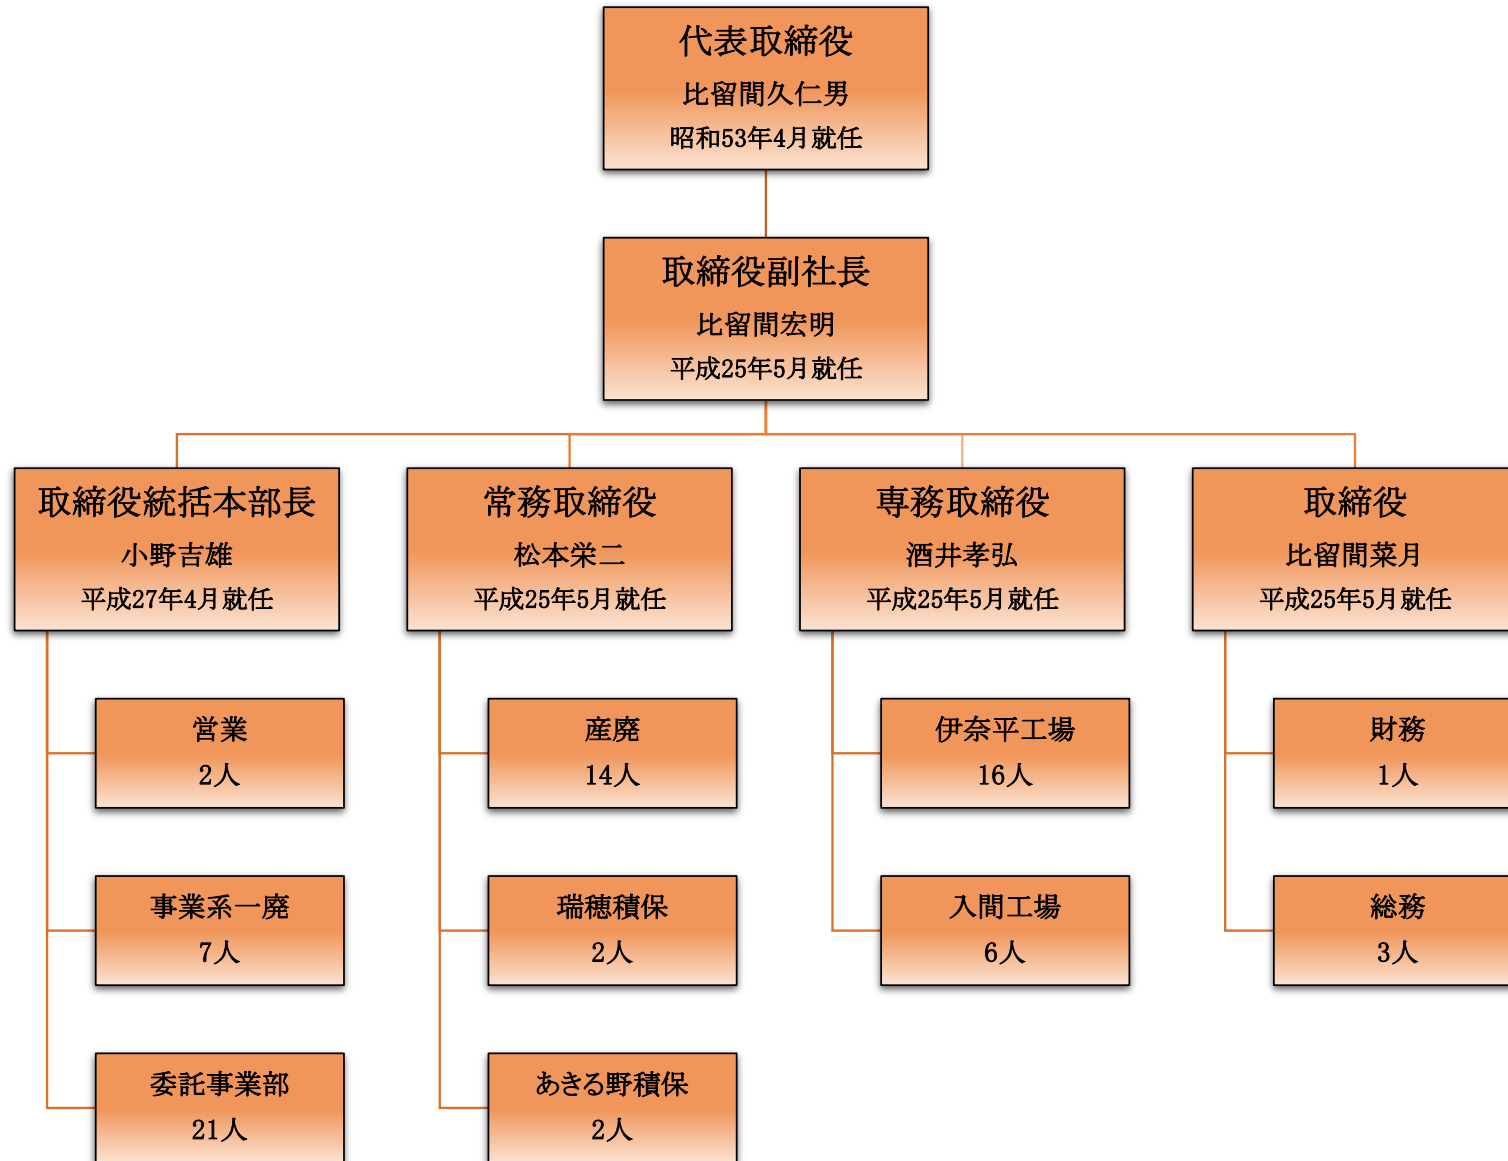 代表取締役
比留間久仁男
昭和53年4月就任
取締役副社長
比留間宏明
平成25年5月就任
取締役統括本部長
小野吉雄
平成27年4月就任
営業
2人
事業系一廃
7人
委託事業部
21人
常務取締役
松本栄二
平成25年5月就任
産廃
14人
瑞穂積保
2人
あきる野積保
2人
専務取締役
酒井孝弘
平成25年5月就任
伊奈平工場
16人
入間工場
6人
取締役
比留間菜月
平成25年5月就任
財務
1人
総務
3人